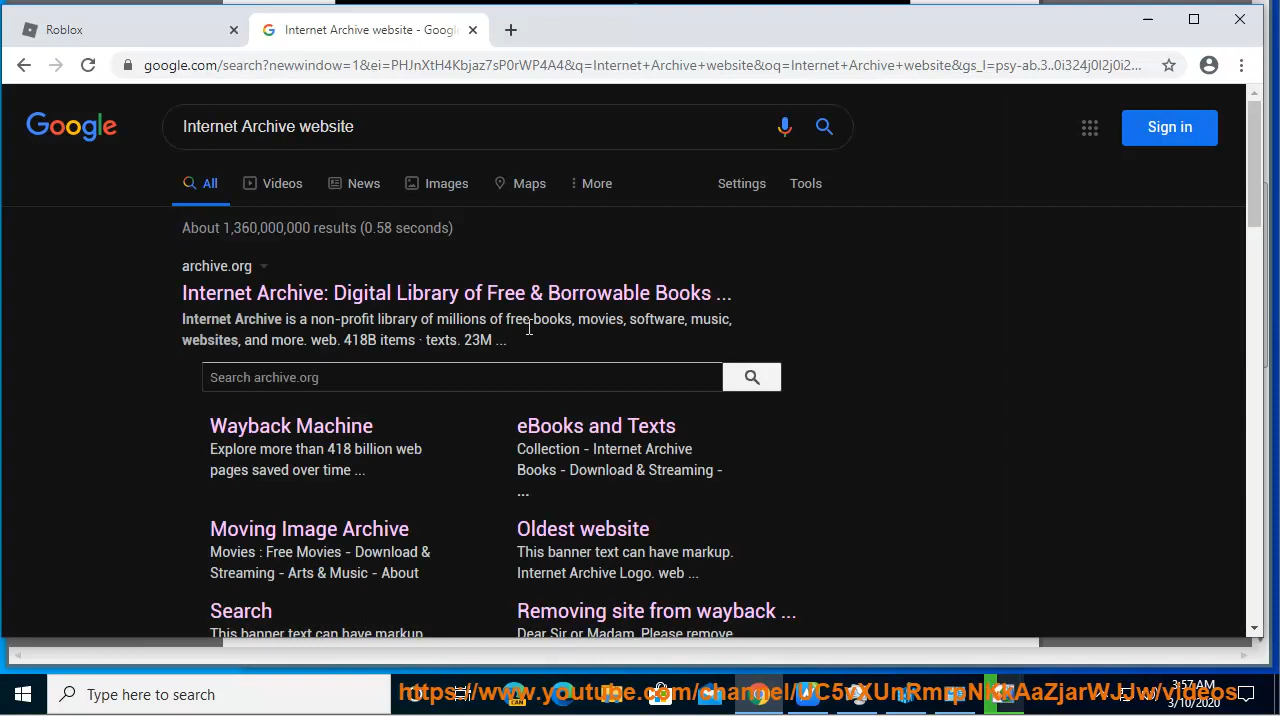 Roblox
Internet Archive website - Googl
google.com/search?newwindow=1&ei=PHJnXtH4Kbjaz7sP0rWP4A4&q=Internet+Archive+website&oq=Internet+Archive+website&gs_l=psy-ab.3..0i324j0l2j0i2...
Google
Internet Archive website
Sign in
All
Videos
News
Images
Maps
More
Settings
Tools
About 1,360,000,000 results (0.58 seconds)
archive.org
Internet Archive: Digital Library of Free & Borrowable Books ...
Internet Archive is a non-profit library of millions of free books, movies, software, music,
websites, and more. web. 418B items · texts. 23M ...
Search archive.org
Wayback Machine
Explore more than 418 billion web
pages saved over time ...
eBooks and Texts
Collection - Internet Archive
Books - Download & Streaming -
...
Moving Image Archive
Movies : Free Movies - Download &
Streaming - Arts & Music - About
Oldest website
This banner text can have markup.
Internet Archive Logo. web ...
Search
This banner text can have markup
Removing site from wayback ...
Dear Sir or Madam, Please remove
Type here to search
3:57 AM
3/10/2020